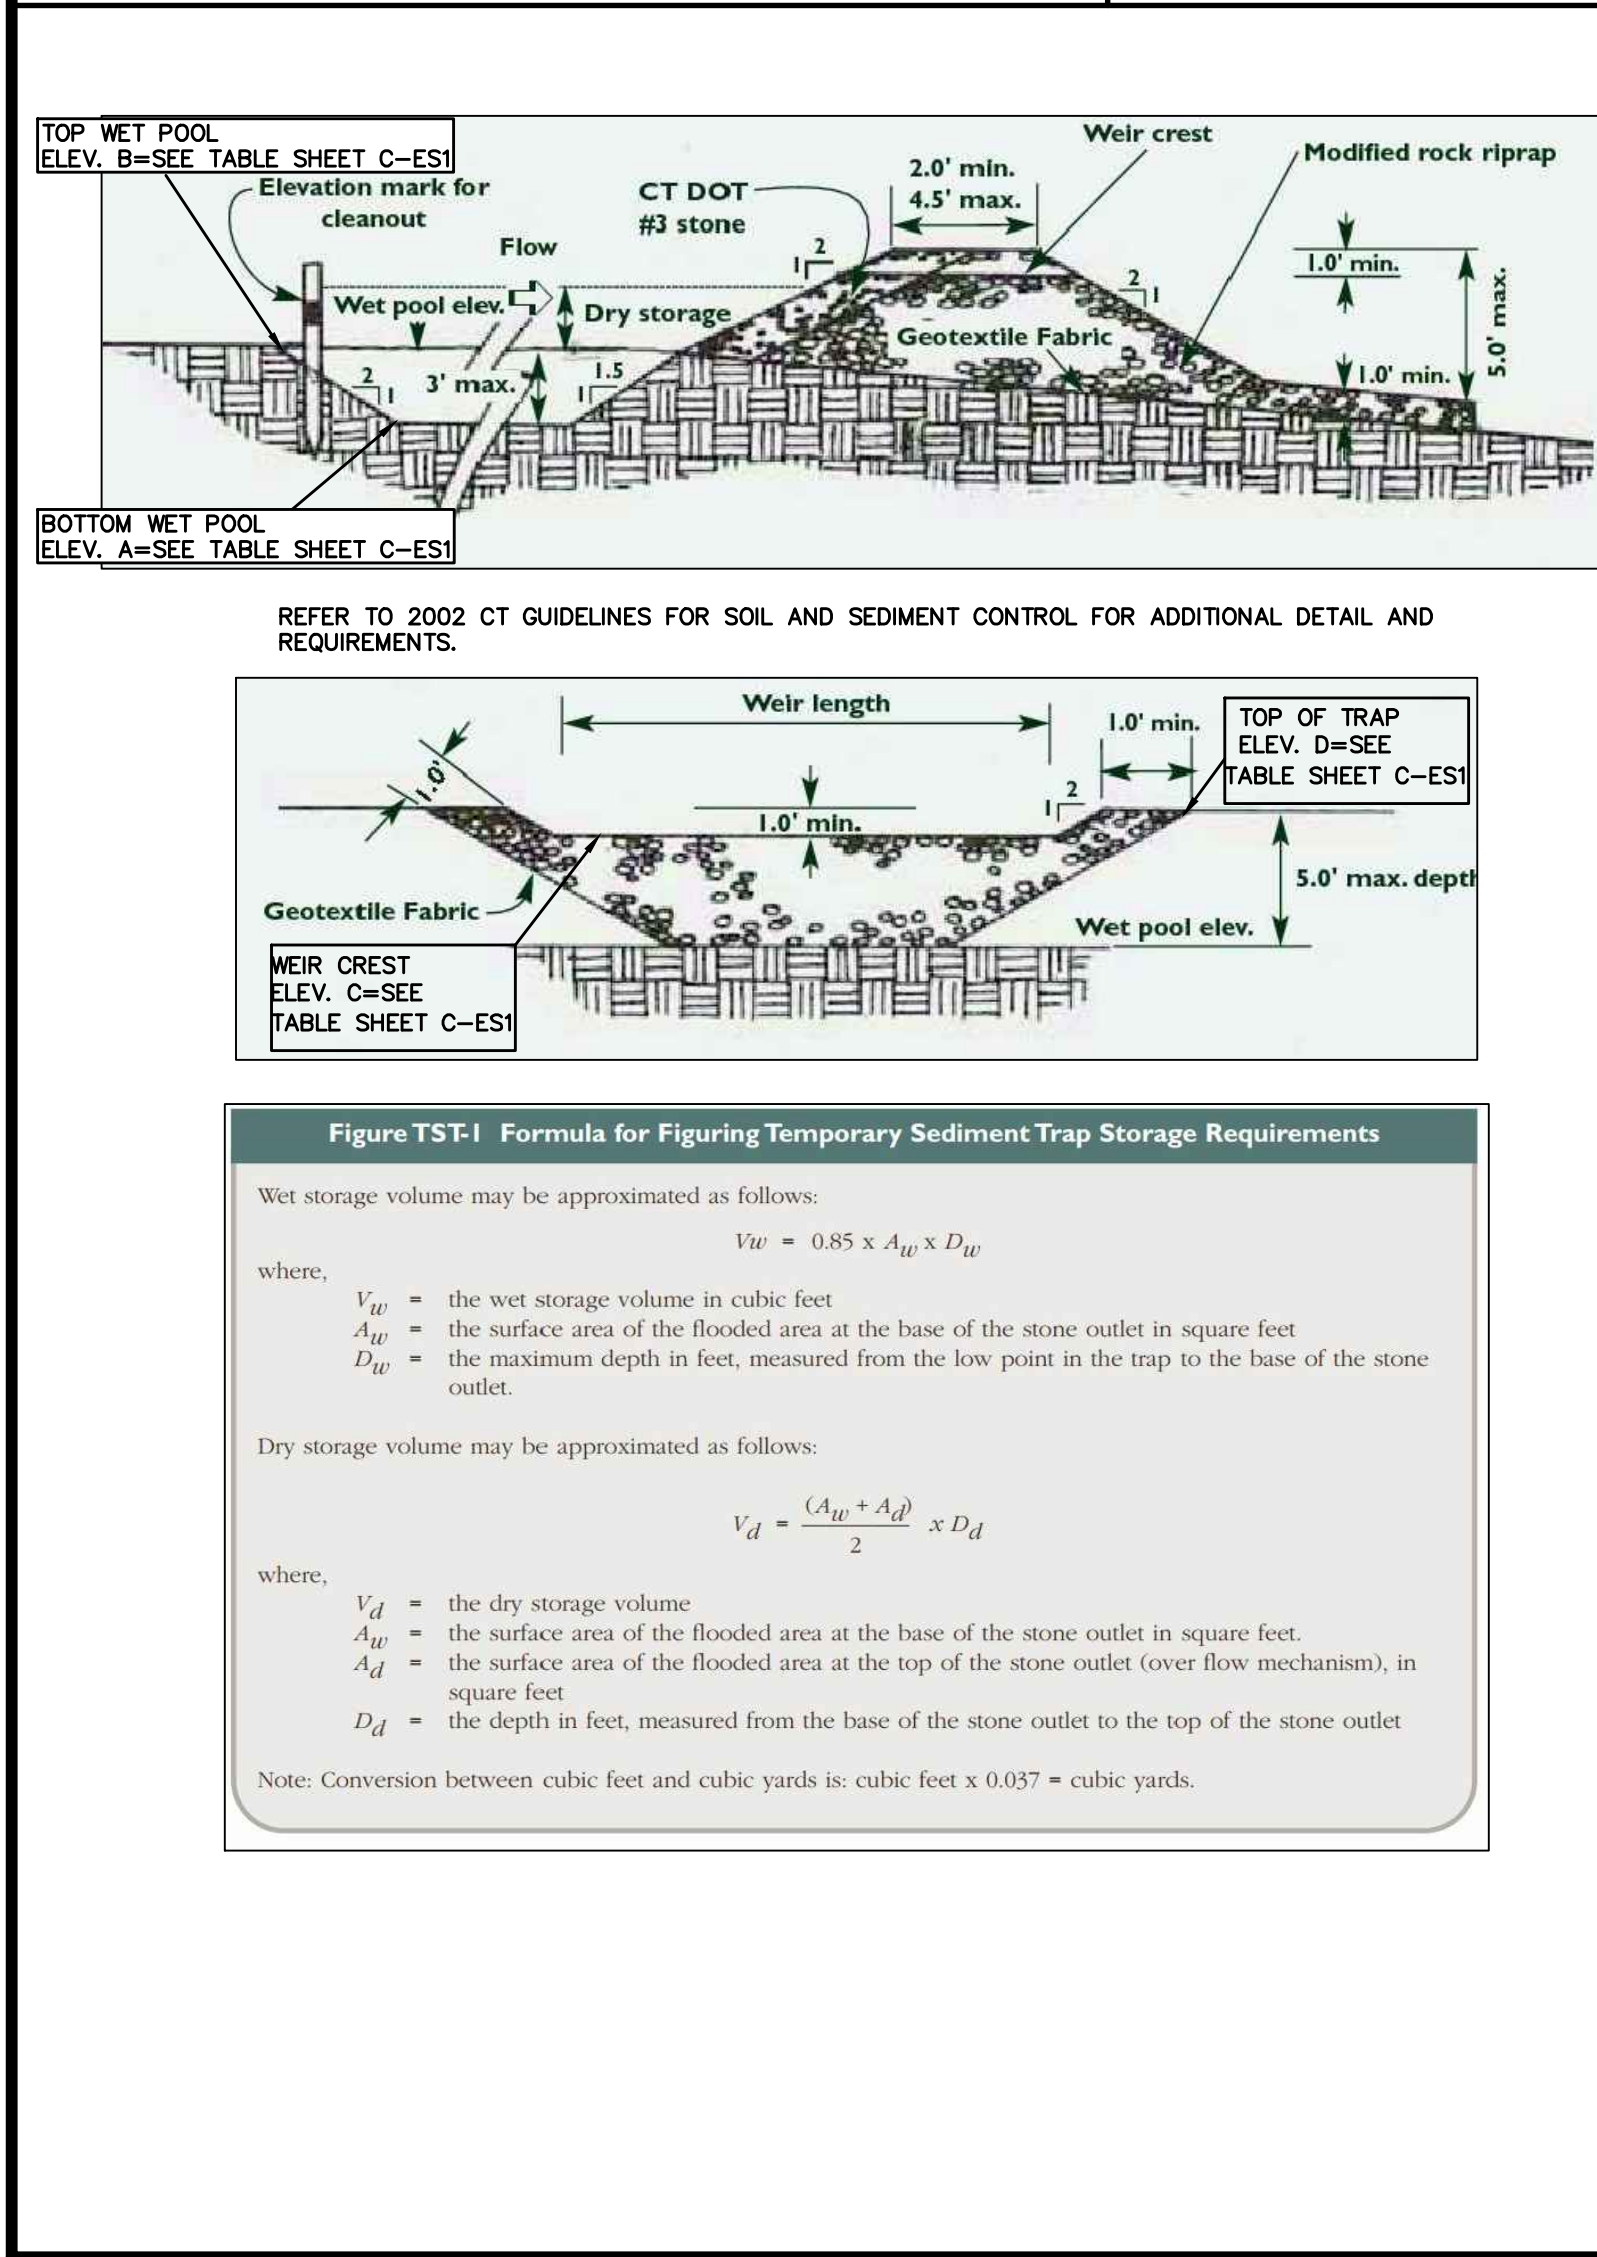 TOP WET POOL
ELEV. B=SEE TABLE SHEET C-ES1
Elevation mark for
cleanout
Flow
CT DOT
#3 stone
2.0' min.
4.5' max.
Weir crest
Modified rock riprap
2
1
2
1
1.0' min.
5.0' max.
Wet pool elev.
Dry storage
Geotextile Fabric
2
1
3' max.
1.5
1
1.0' min.
BOTTOM WET POOL
ELEV. A=SEE TABLE SHEET C-ES1
REFER TO 2002 CT GUIDELINES FOR SOIL AND SEDIMENT CONTROL FOR ADDITIONAL DETAIL AND
REQUIREMENTS.
Weir length
1.0' min.
TOP OF TRAP
ELEV. D=SEE
TABLE SHEET C-ES1
1.0'
2
1
1.0' min.
5.0' max. depth
Geotextile Fabric
Wet pool elev.
WEIR CREST
ELEV. C=SEE
TABLE SHEET C-ES1
Figure TST-1 Formula for Figuring Temporary Sediment Trap Storage Requirements
Wet storage volume may be approximated as follows:
Vw = 0.85 x Aw x Dw
where,
Vw = the wet storage volume in cubic feet
Aw = the surface area of the flooded area at the base of the stone outlet in square feet
Dw = the maximum depth in feet, measured from the low point in the trap to the base of the stone
outlet.
Dry storage volume may be approximated as follows:
Vd = (Aw + Ad) / 2 x Dd
where,
Vd = the dry storage volume
Aw = the surface area of the flooded area at the base of the stone outlet in square feet.
Ad = the surface area of the flooded area at the top of the stone outlet (over flow mechanism), in
square feet
Dd = the depth in feet, measured from the base of the stone outlet to the top of the stone outlet
Note: Conversion between cubic feet and cubic yards is: cubic feet x 0.037 = cubic yards.